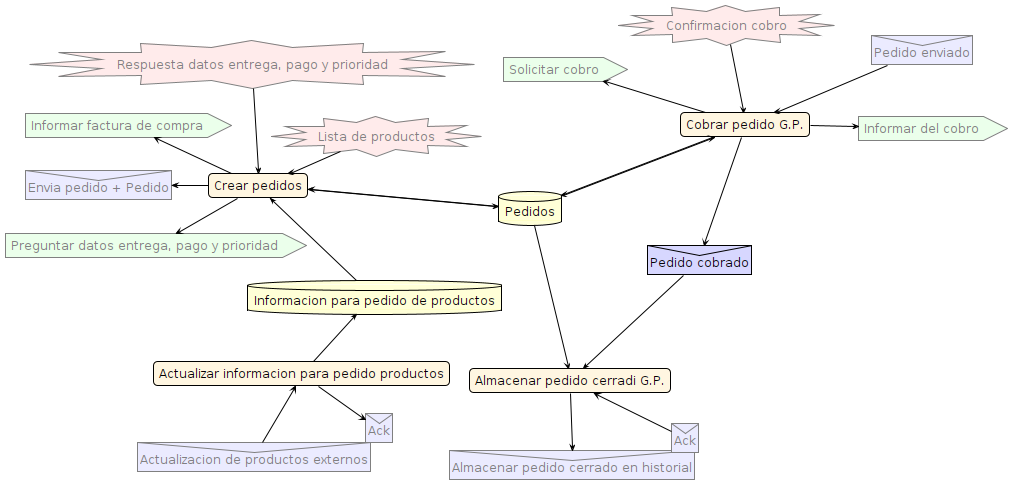 Confirmacion cobro
Pedido enviado
Respuesta datos entrega, pago y prioridad
Solicitar cobro
Informar factura de compra
Cobrar pedido G.P.
Informar del cobro
Lista de productos
Envia pedido + Pedido
Crear pedidos
Pedidos
Preguntar datos entrega, pago y prioridad
Pedido cobrado
Informacion para pedido de productos
Actualizar informacion para pedido productos
Almacenar pedido cerradi G.P.
Ack
Ack
Actualizacion de productos externos
Almacenar pedido cerrado en historial